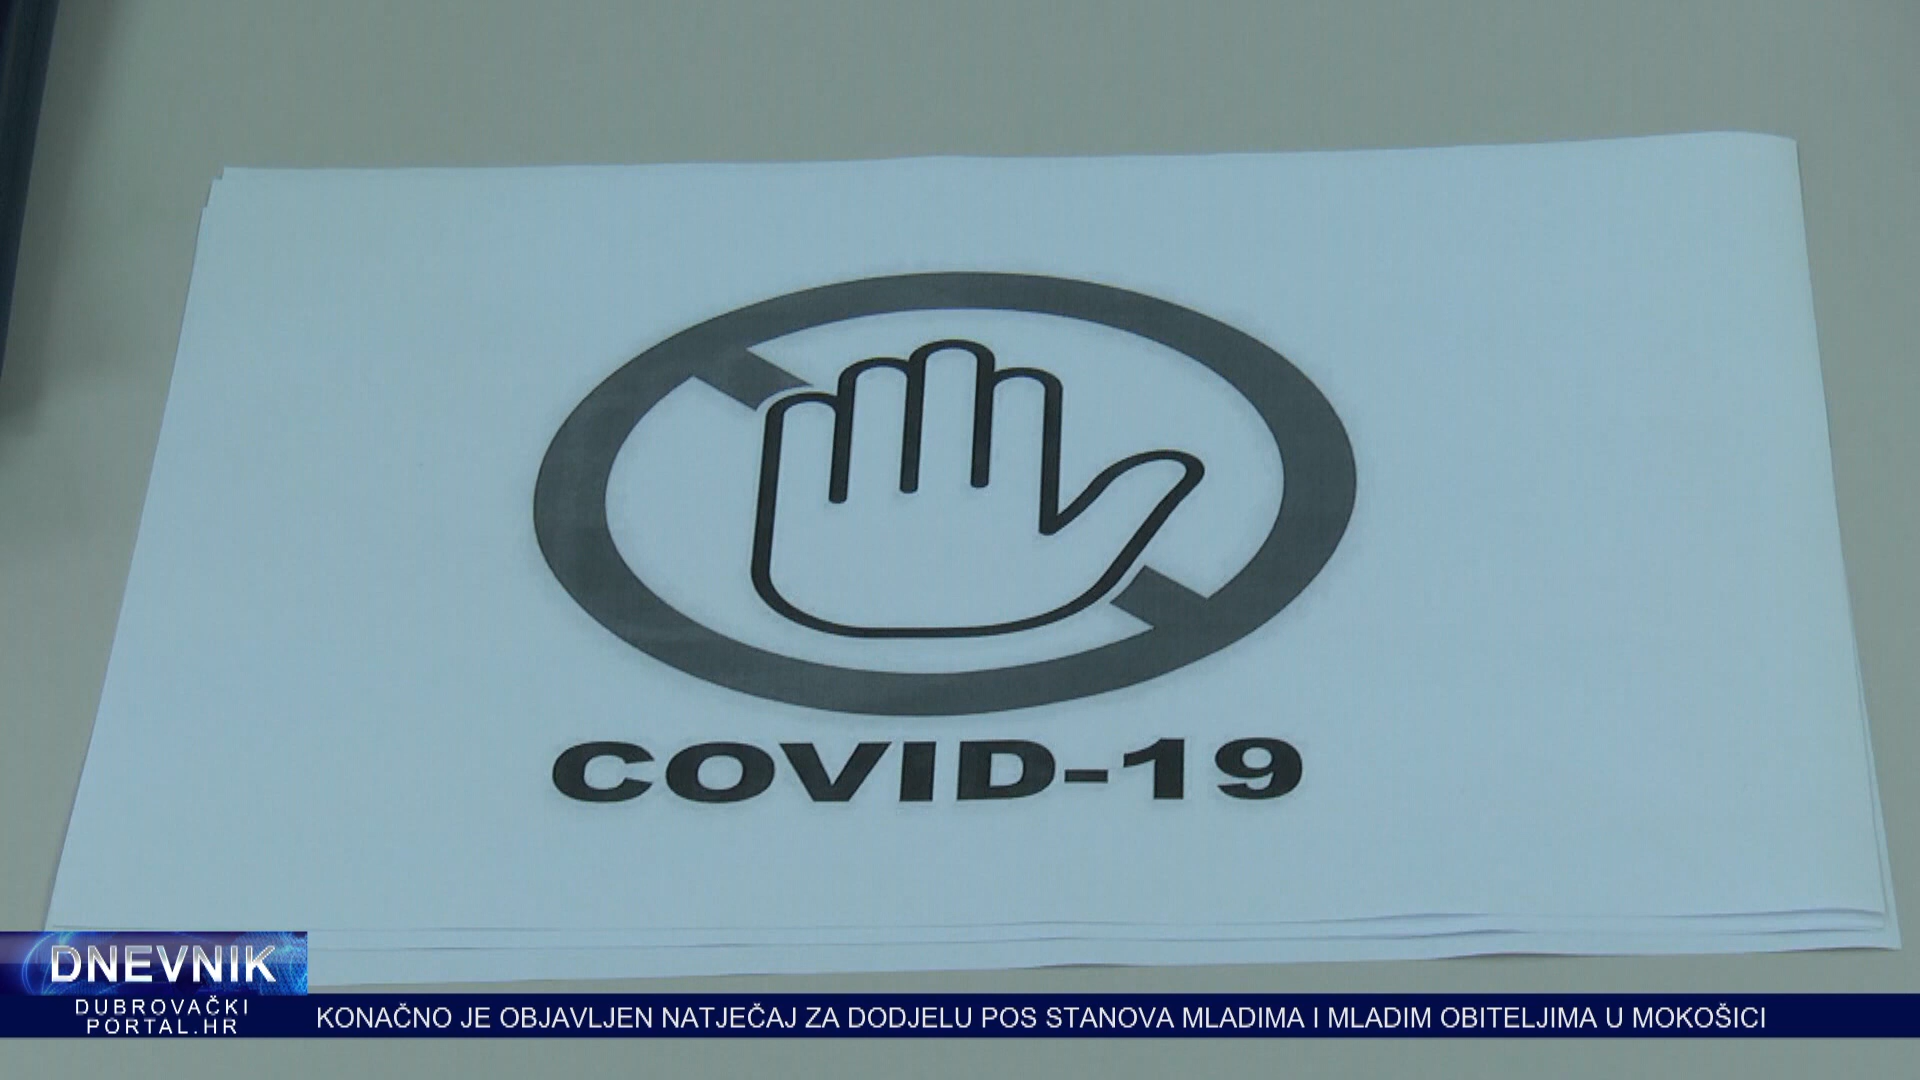 COVID-19
DNEVNIK
DUBROVAČKI
PORTAL.HR
KONAČNO JE OBJAVLJEN NATJEČAJ ZA DODJELU POS STANOVA MLADIMA I MLADIM OBITELJIMA U MOKOŠICI